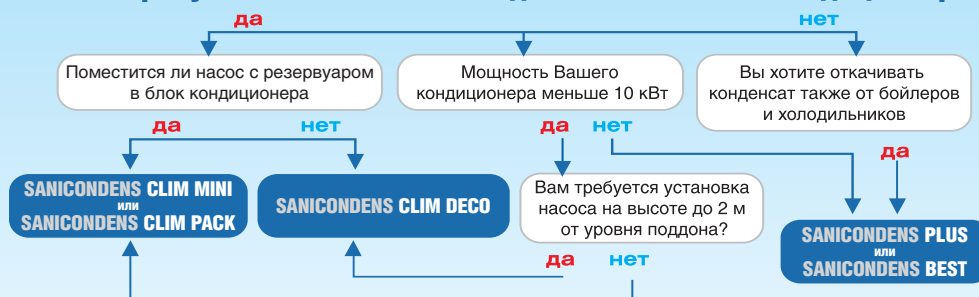 да
нет
Поместится ли насос с резервуаром
в блок кондиционера
Мощность Вашего
кондиционера меньше 10 кВт
Вы хотите откачивать
конденсат также от бойлеров
и холодильников
да
нет
да
нет
да
SANICONDENS CLIM MINI
или
SANICONDENS CLIM PACK
SANICONDENS CLIM DECO
Вам требуется установка
насоса на высоте до 2 м
от уровня поддона?
SANICONDENS PLUS
или
SANICONDENS BEST
да
нет